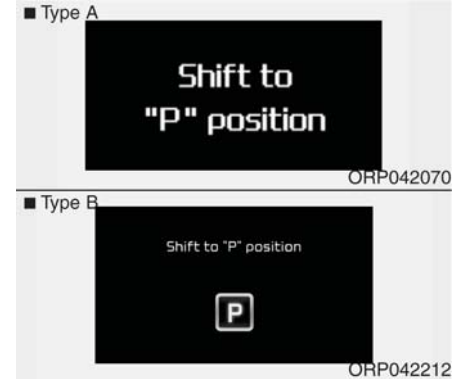 ■ Type A
Shift to
"P" position
ORP042070
■ Type B
Shift to "P" position
P
ORP042212